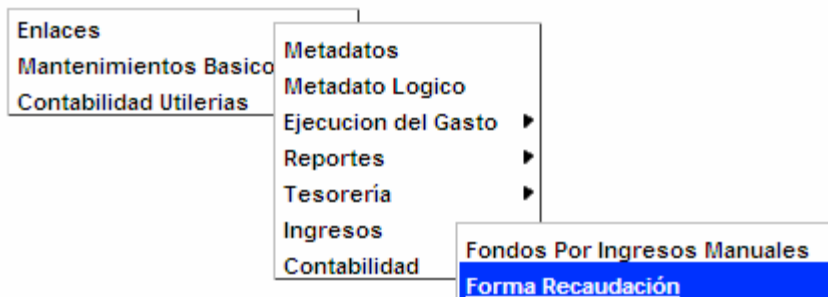 Enlaces
Mantenimientos Basico
Contabilidad Utilerias
Metadatos
Metadato Logico
Ejecucion del Gasto
Reportes
Tesorería
Ingresos
Contabilidad
Fondos Por Ingresos Manuales
Forma Recaudación